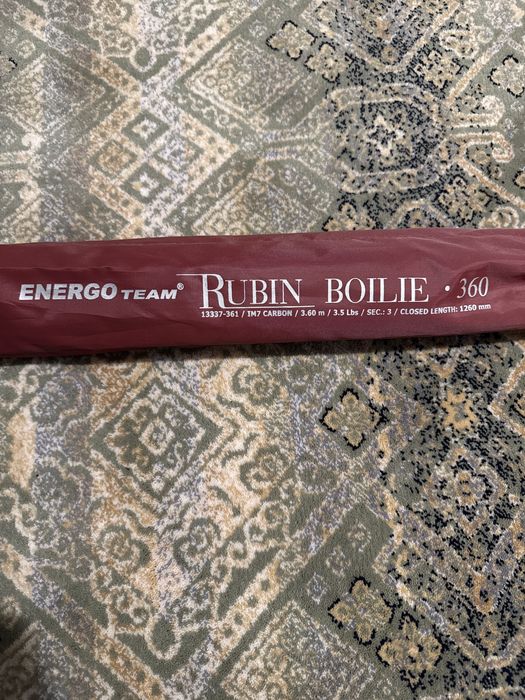 ENERGO TEAM® RUBIN BOILIE • 360
13337-361 / IM7 CARBON / 3.60 m / 3.5 Lbs / SEC.: 3 / CLOSED LENGTH: 1260 mm